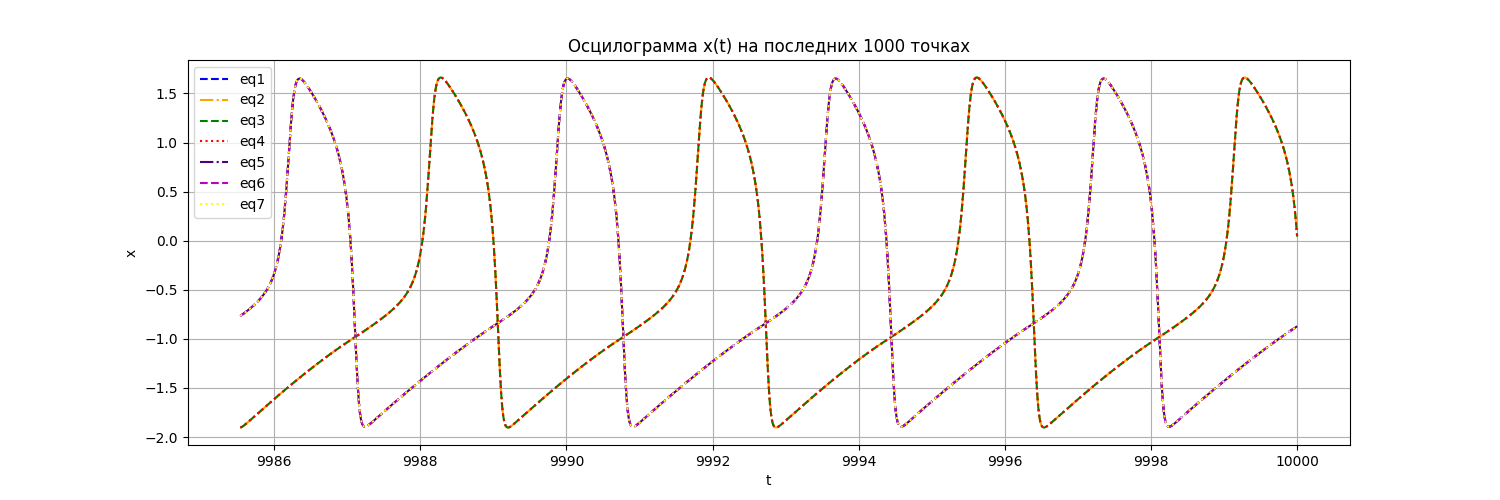 Осцилограмма x(t) на последних 1000 точках
eq1
eq2
eq3
eq4
eq5
eq6
eq7
1.5
1.0
0.5
0.0
−0.5
−1.0
−1.5
−2.0
x
9986
9988
9990
9992
9994
9996
9998
10000
t